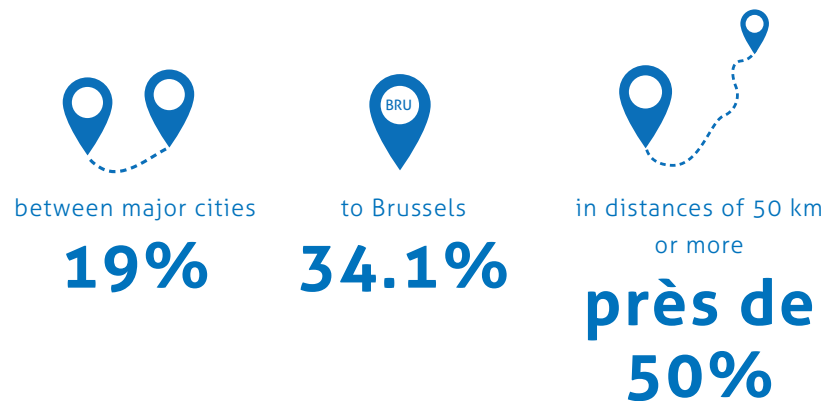 between major cities
19%
BRU
to Brussels
34.1%
in distances of 50 km
or more
près de
50%